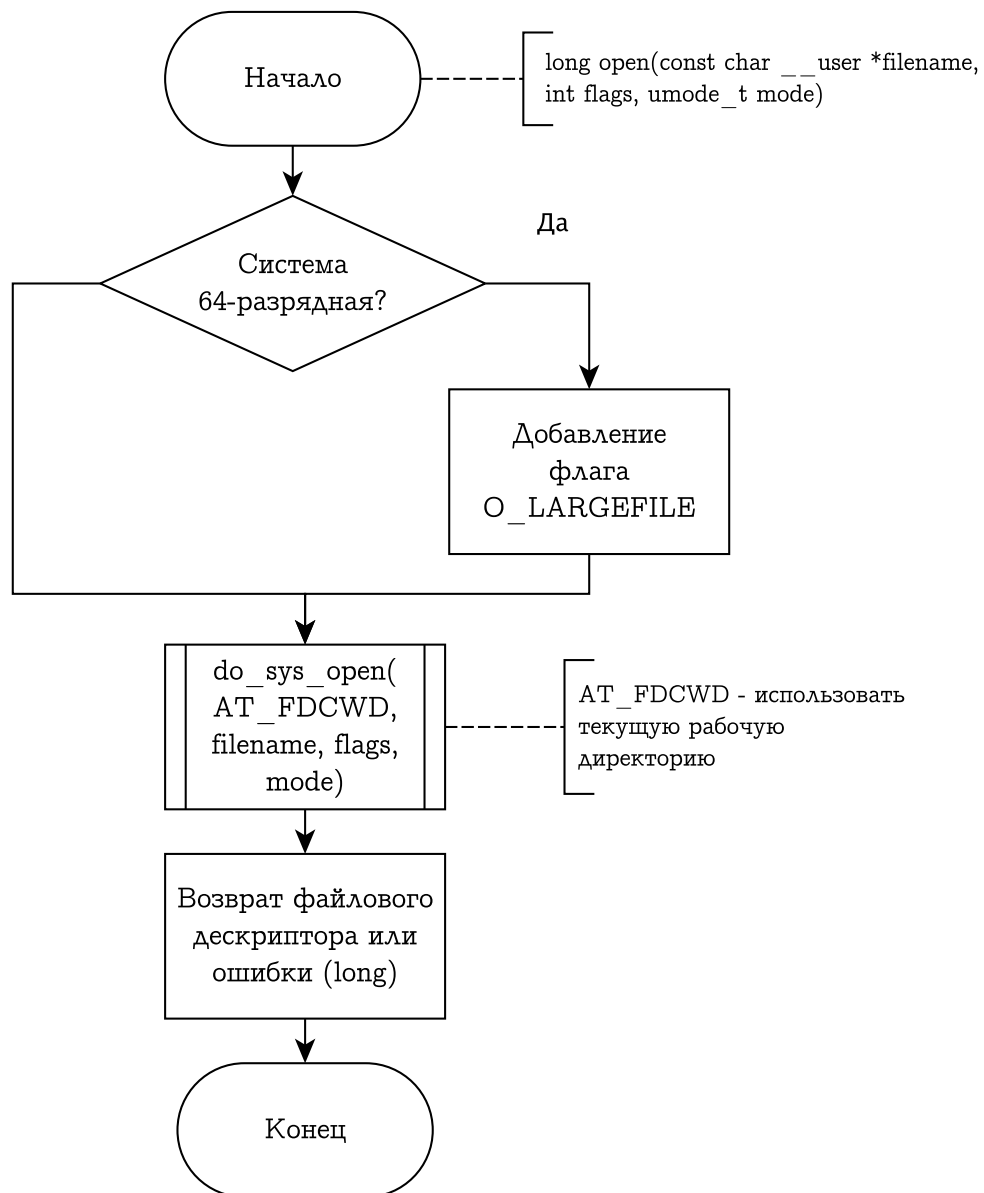 Начало
long open(const char __user *filename,
int flags, umode_t mode)
Да
Система
64-разрядная?
Добавление
флага
O_LARGEFILE
do_sys_open(
AT_FDCWD,
filename, flags,
mode)
AT_FDCWD - использовать
текущую рабочую
директорию
Возврат файлового
дескриптора или
ошибки (long)
Конец